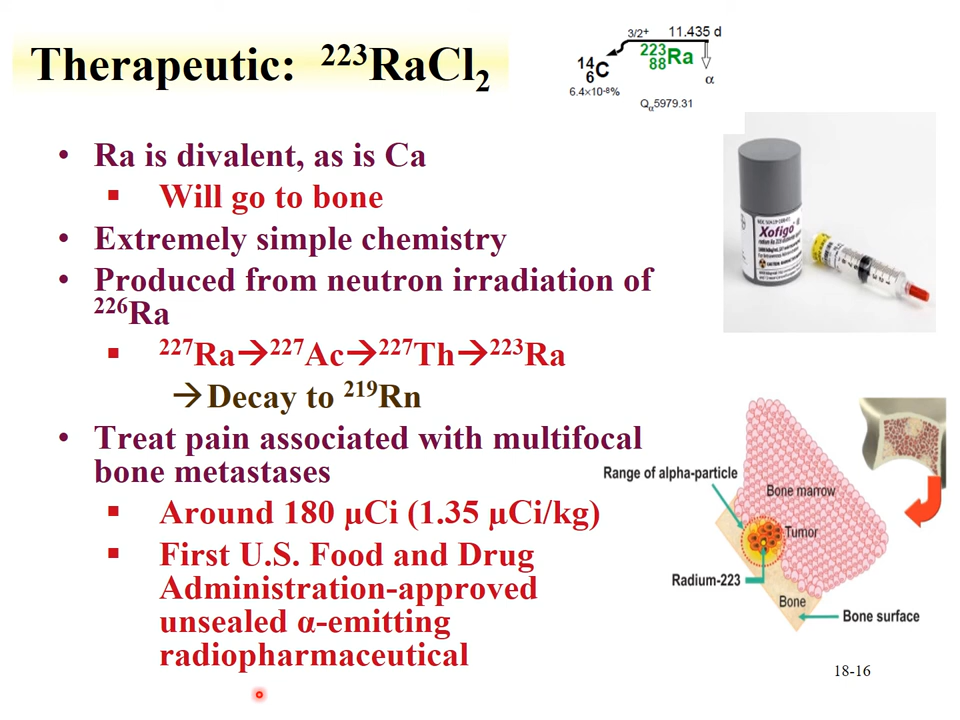 Therapeutic: ²²³RaCl₂
3/2⁺ 11.435 d
²²³₈₈Ra
¹⁴₆C
α
6.4×10⁻⁸%
Qα5979.31
• Ra is divalent, as is Ca
▪ Will go to bone
• Extremely simple chemistry
• Produced from neutron irradiation of
²²⁶Ra
▪ ²²⁷Ra→²²⁷Ac→²²⁷Th→²²³Ra
→Decay to ²¹⁹Rn
• Treat pain associated with multifocal
bone metastases
▪ Around 180 μCi (1.35 μCi/kg)
▪ First U.S. Food and Drug
Administration-approved
unsealed α-emitting
radiopharmaceutical
Xofigo
Range of alpha-particle
Bone marrow
Tumor
Radium-223
Bone
Bone surface
18-16